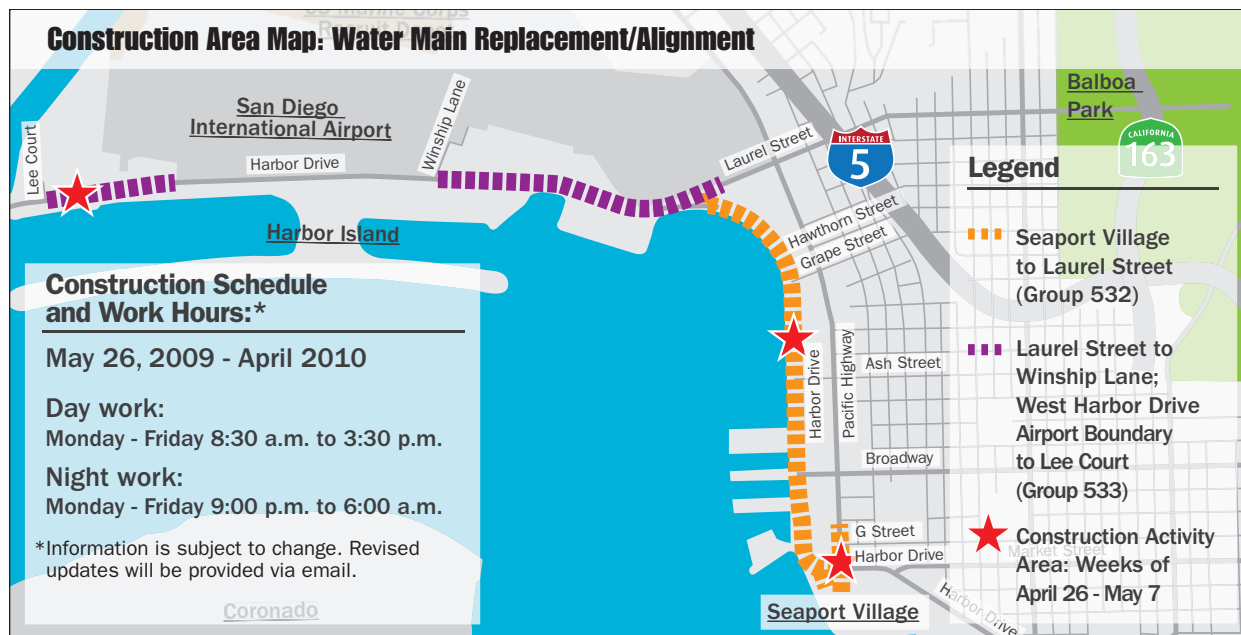 Construction Area Map: Water Main Replacement/Alignment
San Diego
International Airport
Winship Lane
Lee Court
Harbor Drive
Laurel Street
INTERSTATE
5
Balboa
Park
CALIFORNIA
163
Harbor Island
Hawthorn Street
Grape Street
Harbor Drive
Pacific Highway
Ash Street
Broadway
G Street
Harbor Drive
Market Street
Harbor Drive
Seaport Village
Coronado
Construction Schedule
and Work Hours:*
May 26, 2009 - April 2010
Day work:
Monday - Friday 8:30 a.m. to 3:30 p.m.
Night work:
Monday - Friday 9:00 p.m. to 6:00 a.m.
*Information is subject to change. Revised
updates will be provided via email.
Legend
Seaport Village
to Laurel Street
(Group 532)
Laurel Street to
Winship Lane;
West Harbor Drive
Airport Boundary
to Lee Court
(Group 533)
Construction Activity
Area: Weeks of
April 26 - May 7